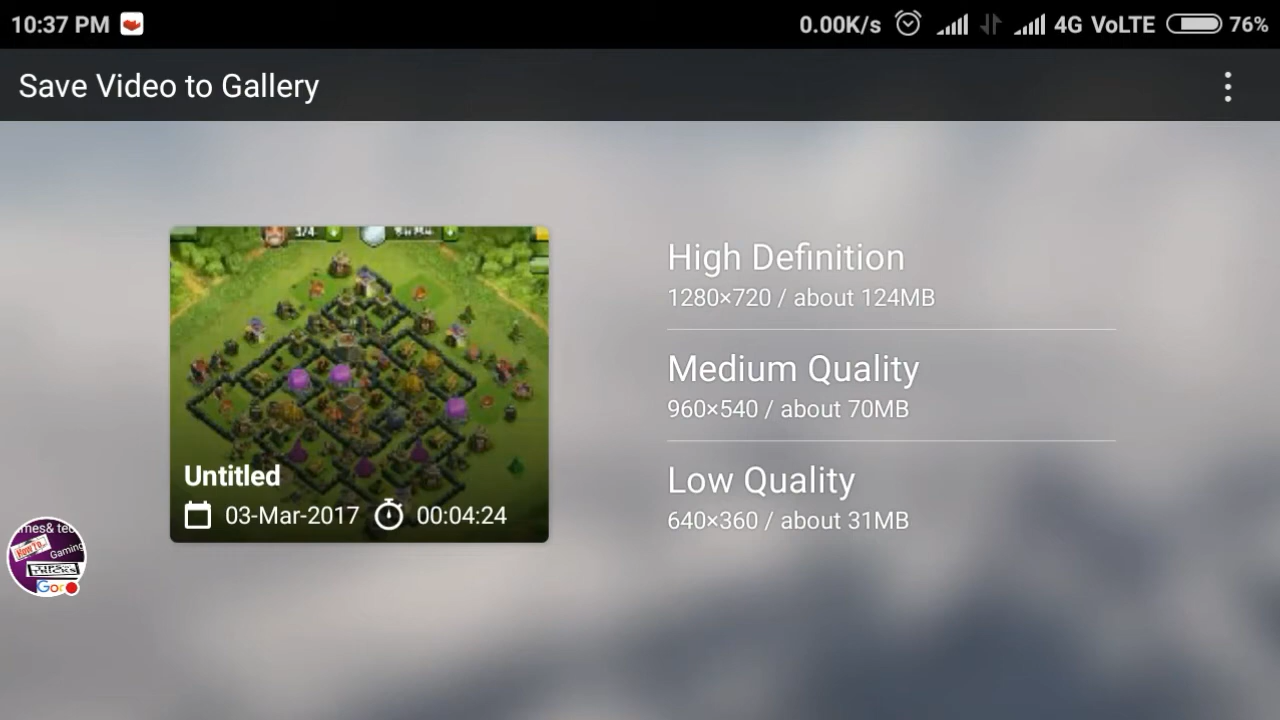 10:37 PM
0.00K/s 4G VoLTE 76%
Save Video to Gallery
High Definition
1280×720 / about 124MB
Medium Quality
960×540 / about 70MB
Low Quality
640×360 / about 31MB
Untitled
03-Mar-2017 00:04:24
Gaming